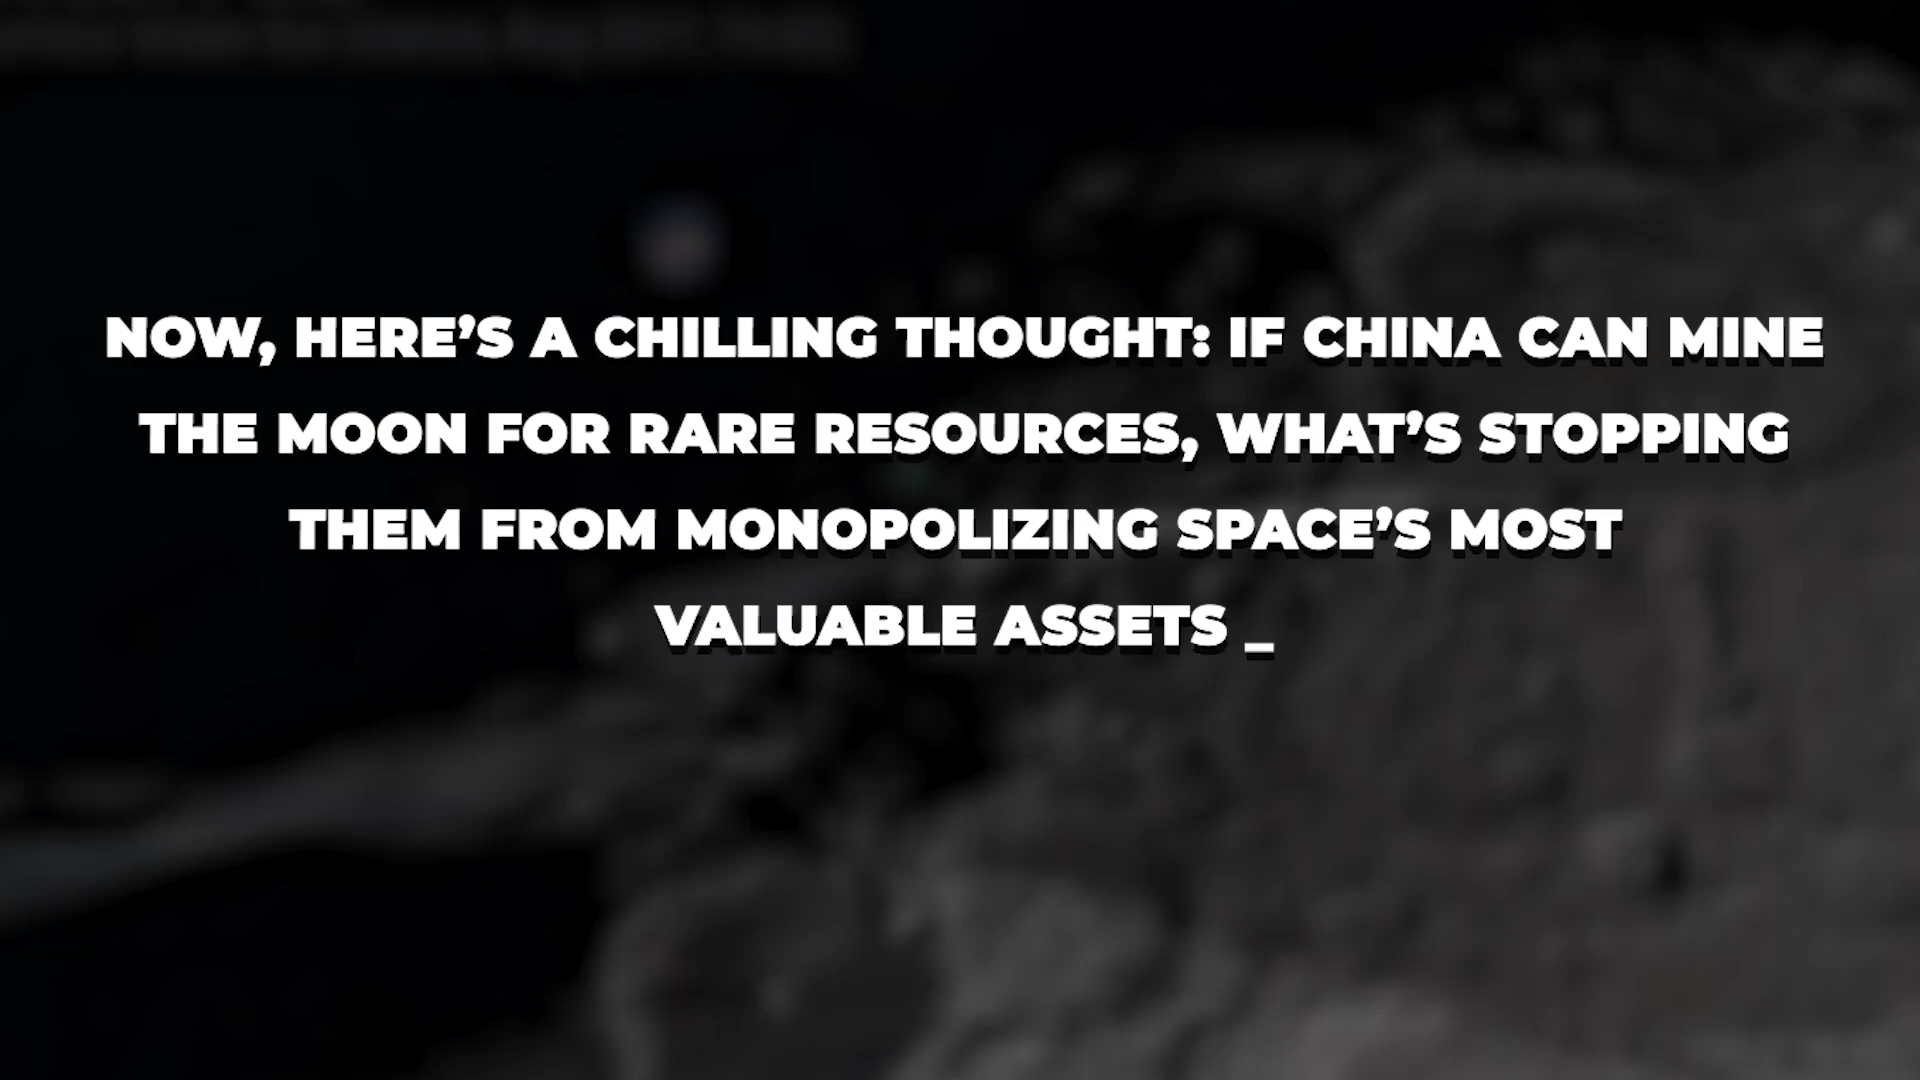 NOW, HERE’S A CHILLING THOUGHT: IF CHINA CAN MINE
THE MOON FOR RARE RESOURCES, WHAT’S STOPPING
THEM FROM MONOPOLIZING SPACE’S MOST
VALUABLE ASSETS _